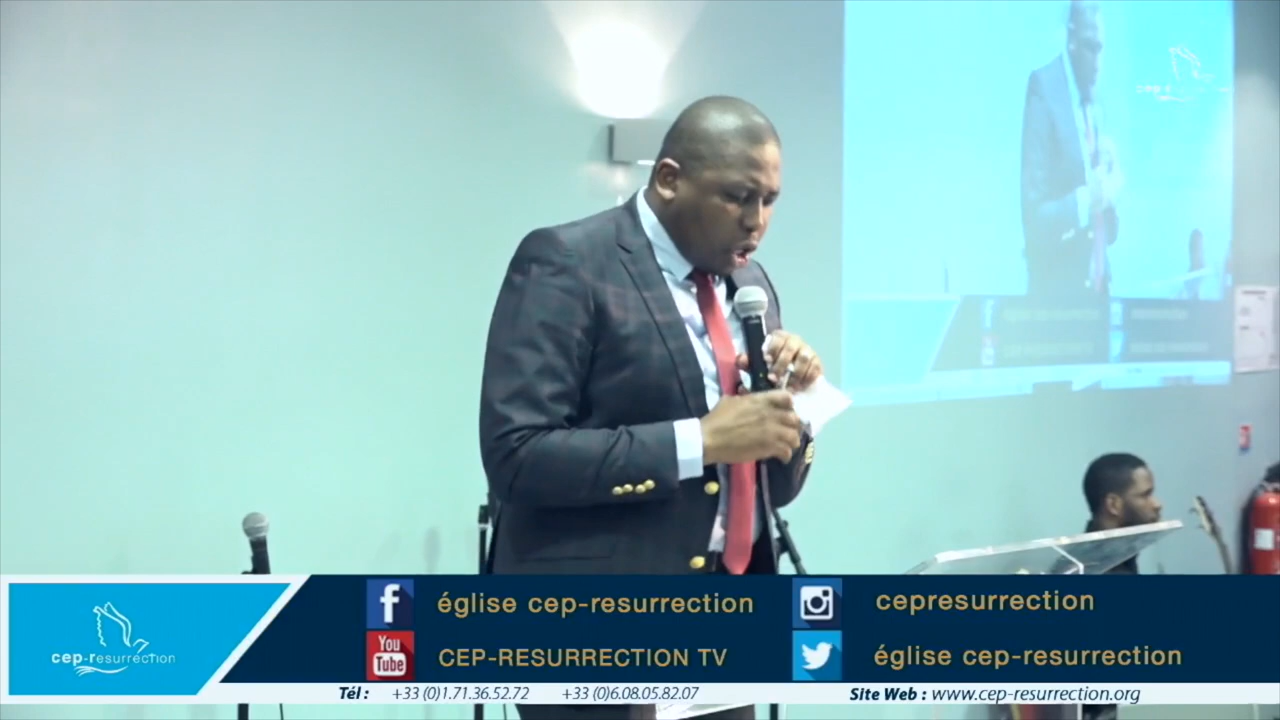 cep-resurrection
église cep-resurrection
cepresurrection
You Tube
CEP-RESURRECTION TV
église cep-resurrection
Tél : +33 (0)1.71.36.52.72 +33 (0)6.08.05.82.07 Site Web : www.cep-resurrection.org